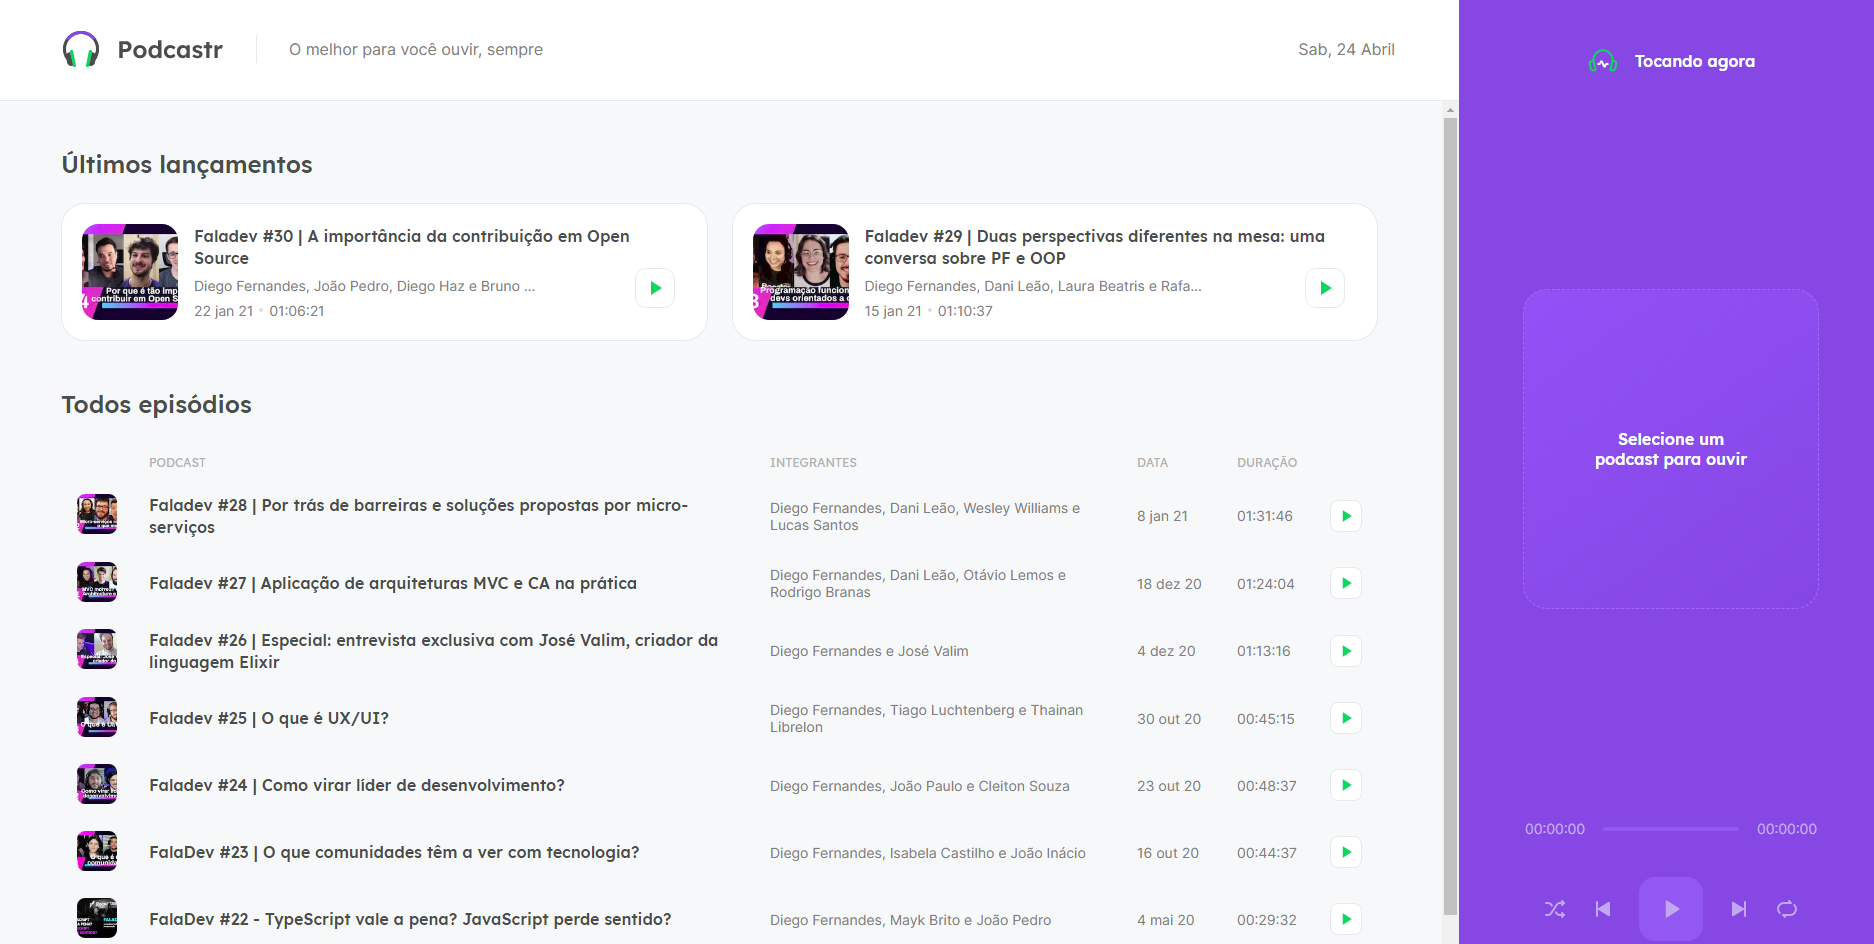 Podcastr
O melhor para você ouvir, sempre
Sab, 24 Abril
Tocando agora
Últimos lançamentos
Faladev #30 | A importância da contribuição em Open
Source
Diego Fernandes, João Pedro, Diego Haz e Bruno ...
22 jan 21 • 01:06:21
Por que é tão imp
contribuir em Open S
Faladev #29 | Duas perspectivas diferentes na mesa: uma
conversa sobre PF e OOP
Diego Fernandes, Dani Leão, Laura Beatris e Rafa...
15 jan 21 • 01:10:37
Programação funcion
devs orientados a
Selecione um
podcast para ouvir
Todos episódios
PODCAST INTEGRANTES DATA DURAÇÃO
Faladev #28 | Por trás de barreiras e soluções propostas por micro-
serviços
Diego Fernandes, Dani Leão, Wesley Williams e
Lucas Santos
8 jan 21
01:31:46
Faladev #27 | Aplicação de arquiteturas MVC e CA na prática
Diego Fernandes, Dani Leão, Otávio Lemos e
Rodrigo Branas
18 dez 20
01:24:04
Faladev #26 | Especial: entrevista exclusiva com José Valim, criador da
linguagem Elixir
Diego Fernandes e José Valim
4 dez 20
01:13:16
Faladev #25 | O que é UX/UI?
Diego Fernandes, Tiago Luchtenberg e Thainan
Librelon
30 out 20
00:45:15
Faladev #24 | Como virar líder de desenvolvimento?
Diego Fernandes, João Paulo e Cleiton Souza
23 out 20
00:48:37
FalaDev #23 | O que comunidades têm a ver com tecnologia?
Diego Fernandes, Isabela Castilho e João Inácio
16 out 20
00:44:37
FalaDev #22 - TypeScript vale a pena? JavaScript perde sentido?
Diego Fernandes, Mayk Brito e João Pedro
4 mai 20
00:29:32
00:00:00
00:00:00